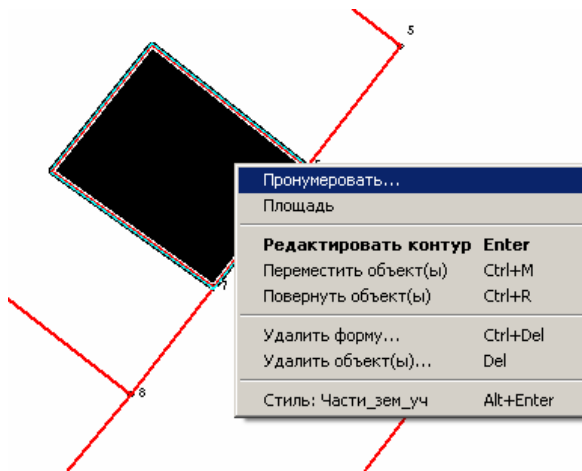 5
Пронумеровать...
Площадь
Редактировать контур Enter
Переместить объект(ы) Ctrl+M
Повернуть объект(ы) Ctrl+R
7
Удалить форму... Ctrl+Del
Удалить объект(ы)... Del
8
Стиль: Части_зем_уч Alt+Enter